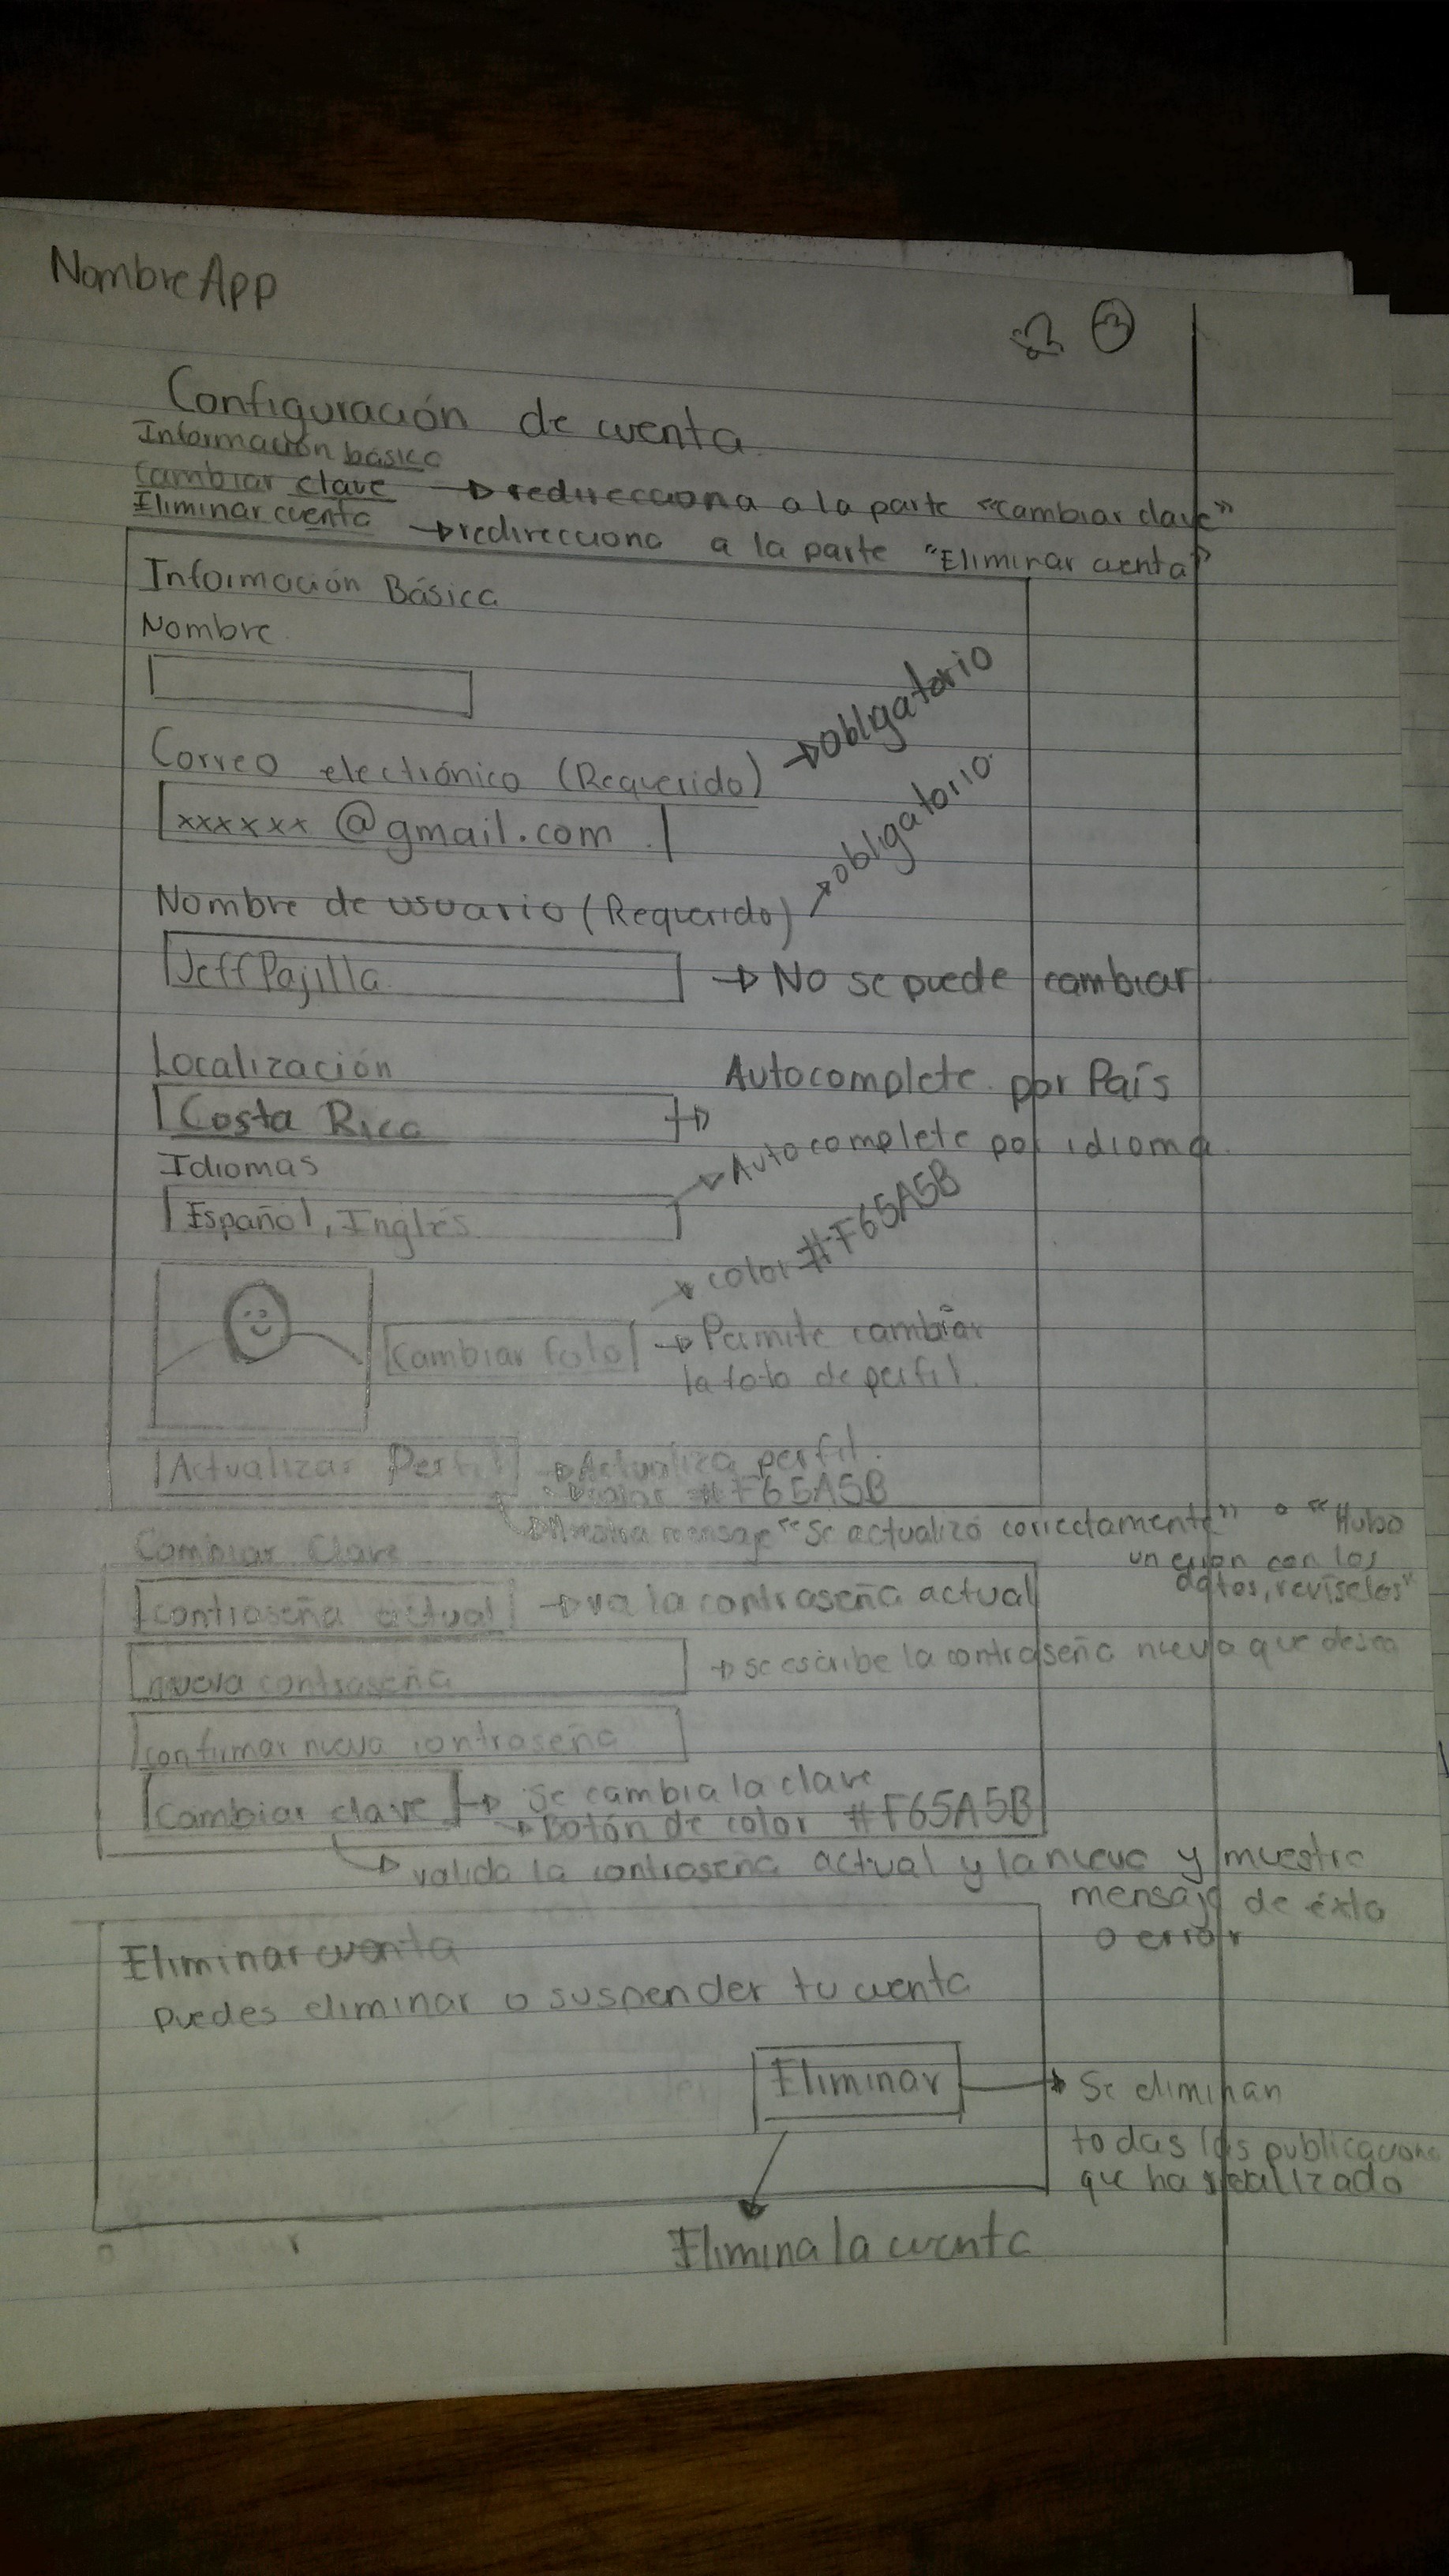 NombreApp
Configuración de cuenta
Información básica
Cambiar clave → redirecciona a la parte "cambiar clave"
Eliminar cuenta → redirecciona a la parte "Eliminar cuenta"
Información Básica
Nombre
Correo electrónico (Requerido) → obligatorio
xxxxxx @gmail.com
Nombre de usuario (Requerido) → obligatorio
JeffPajilla → No se puede cambiar
Localización
Costa Rica → Autocomplete por País
Idiomas
Español, Inglés → Autocomplete por idioma
→ color #F65A5B
Cambiar foto → Permite cambiar
la foto de perfil.
Actualizar Perfil → Actualiza perfil.
→ color #F65A5B
→ Muestra mensaje "Se actualizó correctamente" o "Hubo
un error con los
datos, revíselos"
Cambiar Clave
contraseña actual → va la contraseña actual
nueva contraseña → se escribe la contraseña nueva que desea
confirmar nueva contraseña
Cambiar clave → Se cambia la clave
→ Botón de color #F65A5B
→ valida la contraseña actual y la nueva y muestra
mensaje de éxto
o error
Eliminar cuenta
Puedes eliminar o suspender tu cuenta
Eliminar → Se eliminan
todas las publicaciones
que ha realizado
Elimina la cuenta